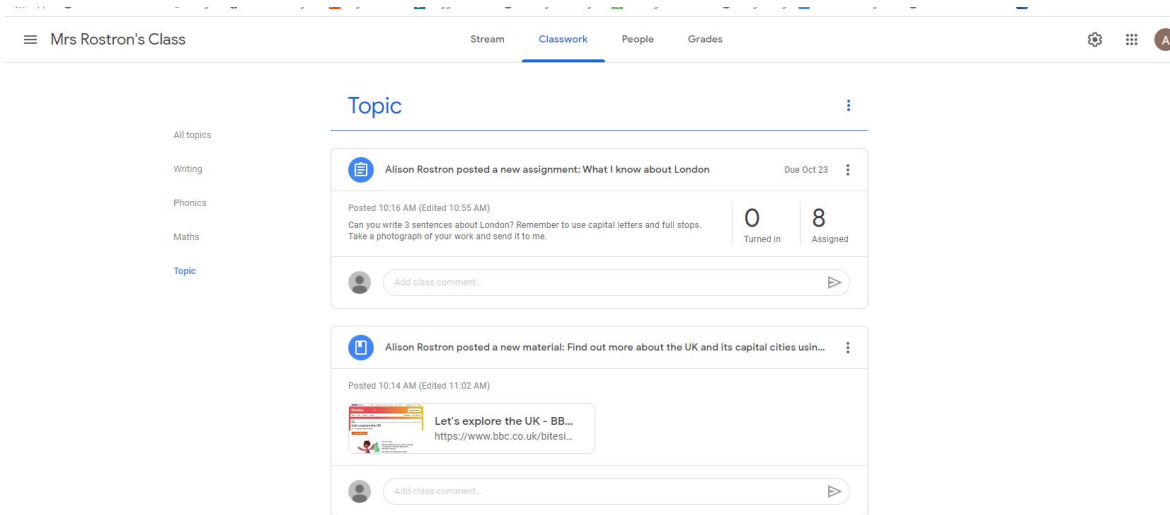 Mrs Rostron's Class
Stream
Classwork
People
Grades
A
All topics
Writing
Phonics
Maths
Topic
Topic
Alison Rostron posted a new assignment: What I know about London
Due Oct 23
Posted 10:16 AM (Edited 10:55 AM)
Can you write 3 sentences about London? Remember to use capital letters and full stops.
Take a photograph of your work and send it to me.
0
Turned in
8
Assigned
Add class comment...
Alison Rostron posted a new material: Find out more about the UK and its capital cities usin...
Posted 10:14 AM (Edited 11:02 AM)
Let's explore the UK - BB...
https://www.bbc.co.uk/bitesi...
Add class comment...